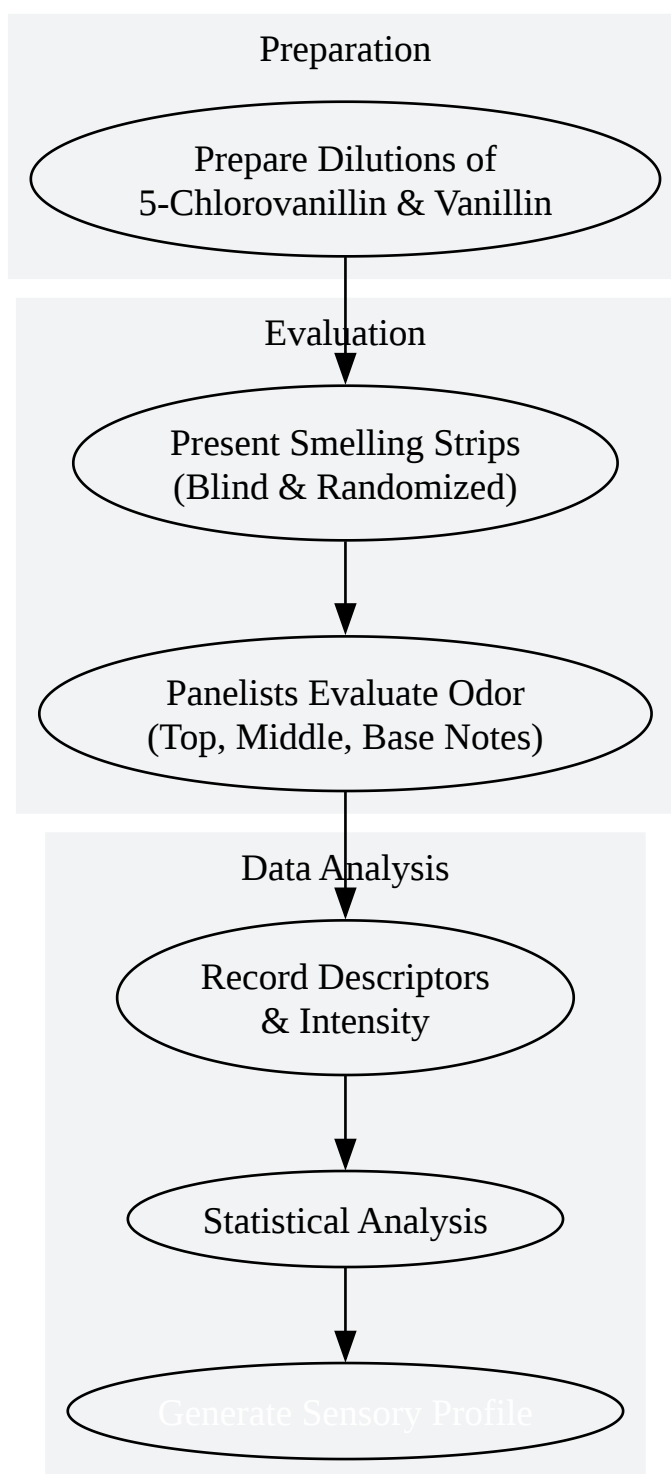 Preparation
Prepare Dilutions of
5-Chlorovanillin & Vanillin
Evaluation
Present Smelling Strips
(Blind & Randomized)
Panelists Evaluate Odor
(Top, Middle, Base Notes)
Data Analysis
Record Descriptors
& Intensity
Statistical Analysis
Generate Sensory Profile